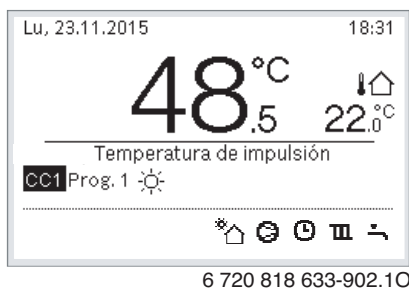 Lu, 23.11.2015 18:31
48.5 °C
22.0 °C
Temperatura de impulsión
CC1 Prog. 1
6 720 818 633-902.1O